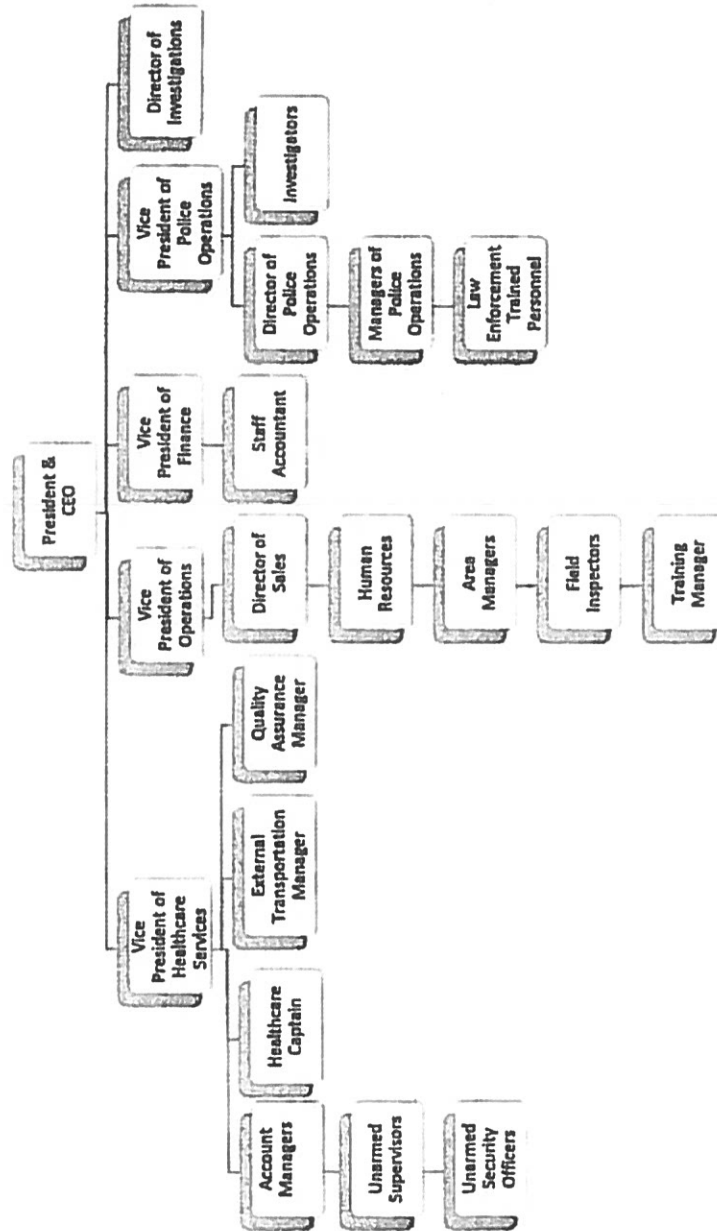 President &
CEO
Vice
President of
Healthcare
Services
Vice
President of
Operations
Vice
President of
Finance
Vice
President of
Police
Operations
Director of
Investigations
Account
Managers
Healthcare
Captain
External
Transportation
Manager
Quality
Assurance
Manager
Director of
Sales
Staff
Accountant
Director of
Police
Operations
Investigators
Unarmed
Supervisors
Human
Resources
Managers of
Police
Operations
Unarmed
Security
Officers
Area
Managers
Law
Enforcement
Trained
Personnel
Field
Inspectors
Training
Manager